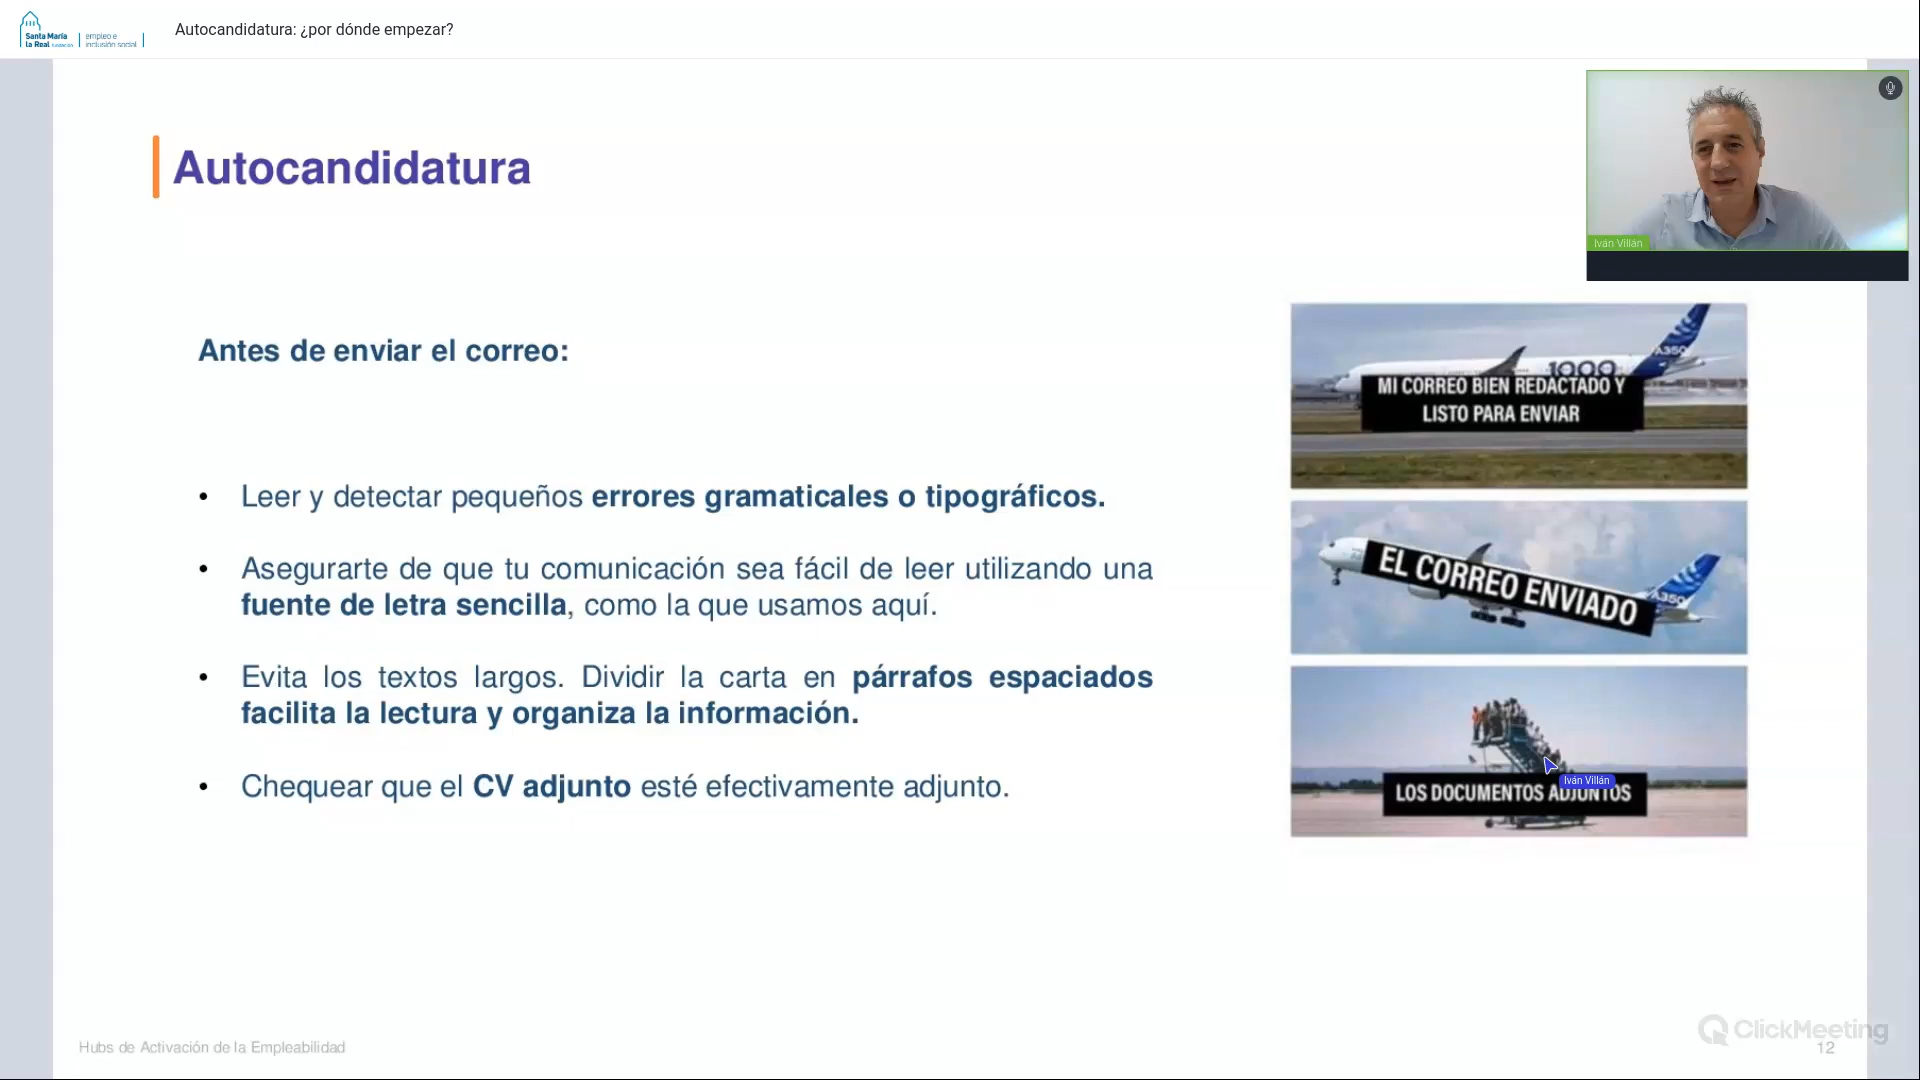 Santa María
la Real
empleo e
inclusión social
Autocandidatura: ¿por dónde empezar?
Iván Villán
Autocandidatura
Antes de enviar el correo:
• Leer y detectar pequeños errores gramaticales o tipográficos.
• Asegurarte de que tu comunicación sea fácil de leer utilizando una
fuente de letra sencilla, como la que usamos aquí.
• Evita los textos largos. Dividir la carta en párrafos espaciados
facilita la lectura y organiza la información.
• Chequear que el CV adjunto esté efectivamente adjunto.
A350
1000
MI CORREO BIEN REDACTADO Y
LISTO PARA ENVIAR
EL CORREO ENVIADO
A350
Iván Villán
LOS DOCUMENTOS ADJUNTOS
Hubs de Activación de la Empleabilidad
ClickMeeting
12